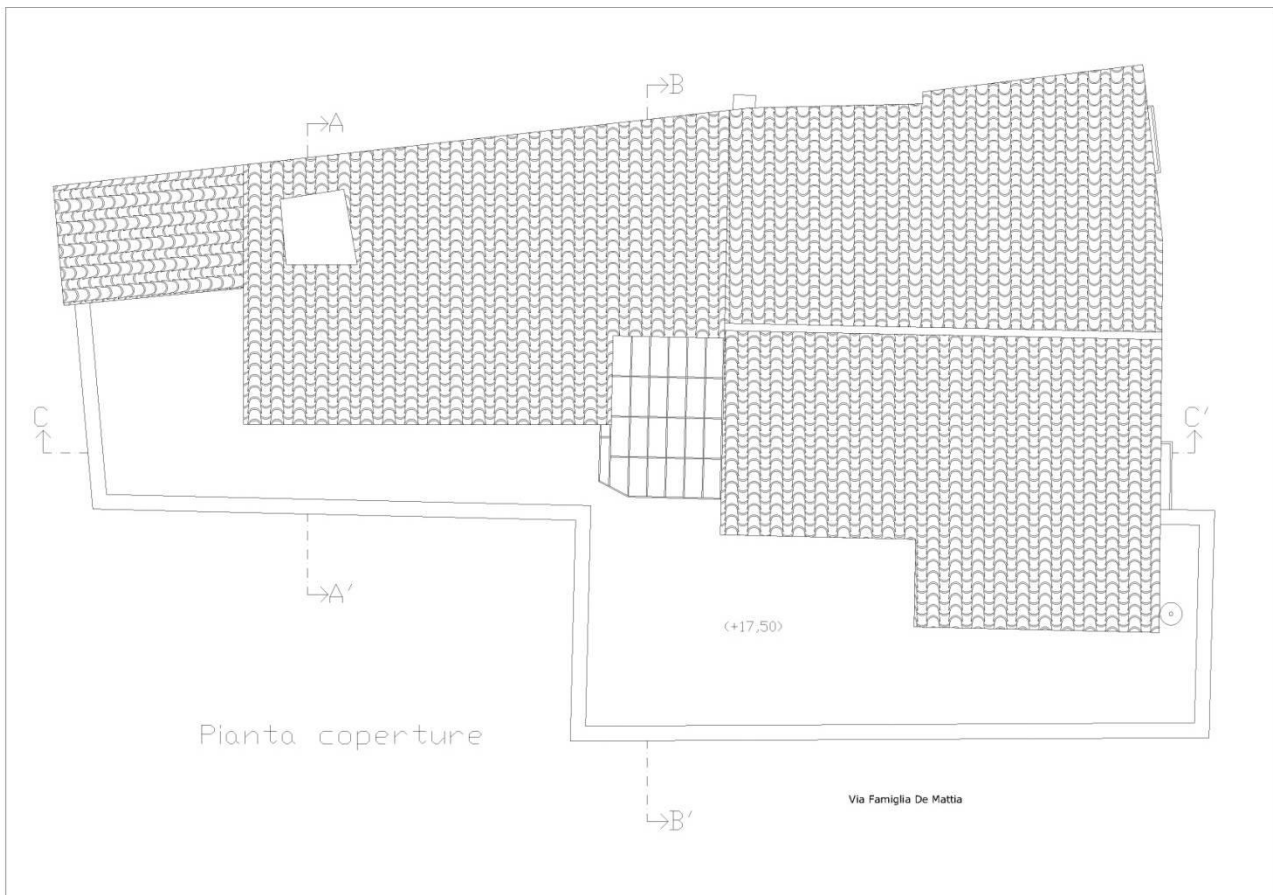 B
A
C
C'
A'
(+17,50)
Pianta coperture
Via Famiglia De Mattia
B'